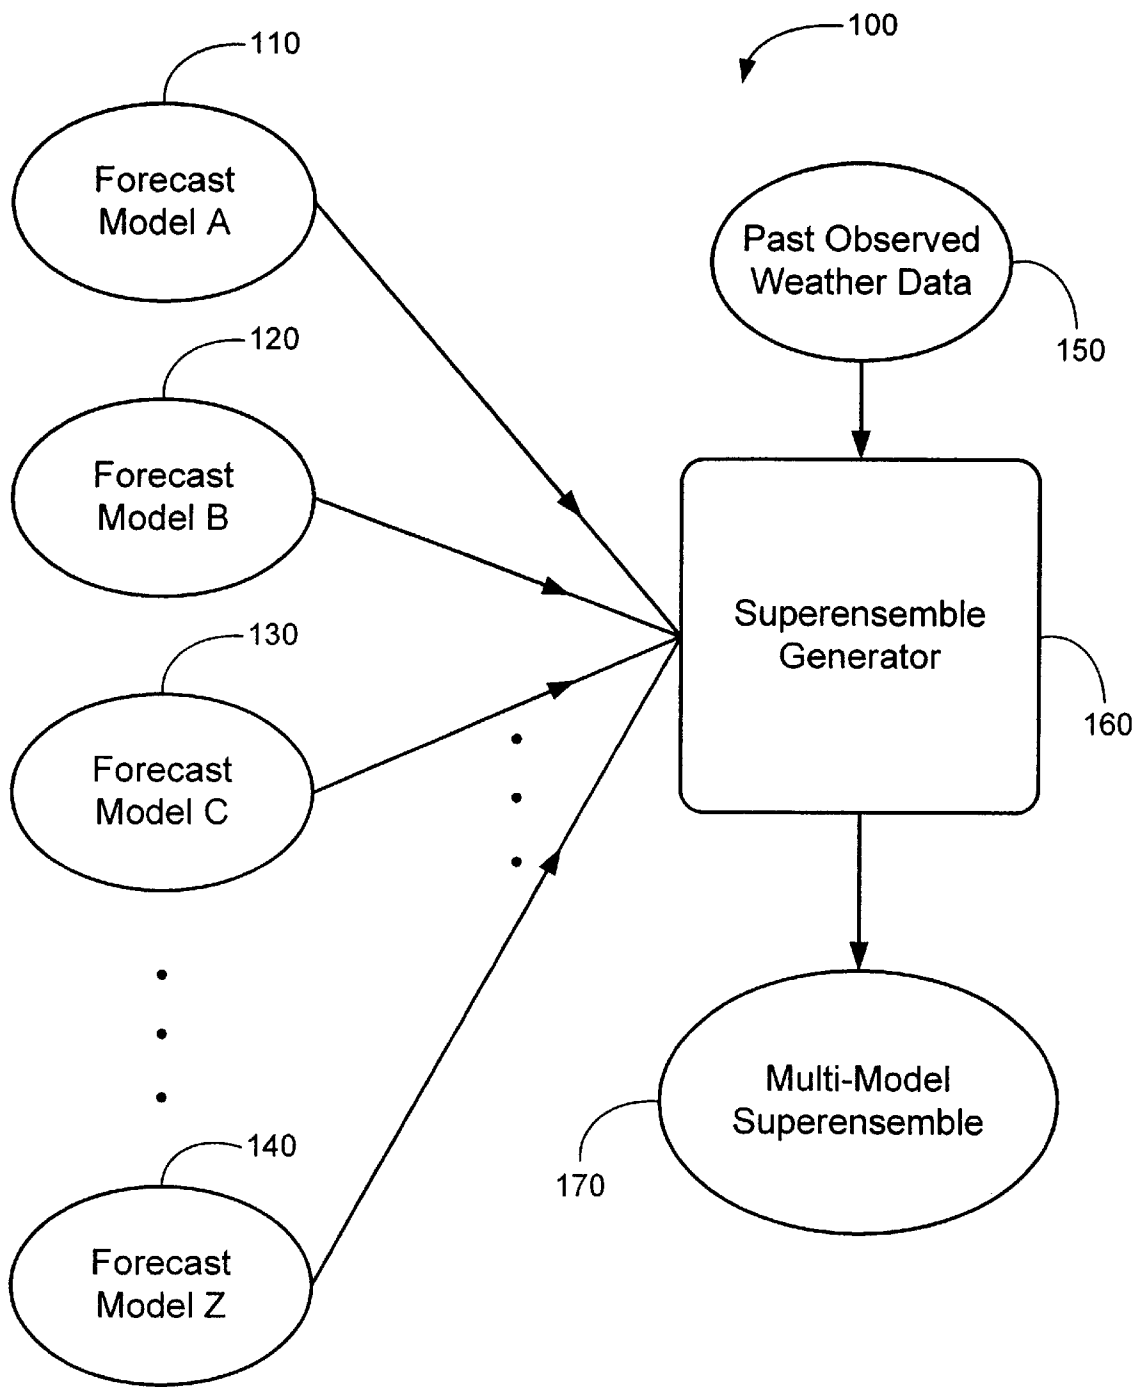 110
100
Forecast
Model A
Past Observed
Weather Data
120
150
Forecast
Model B
Superensemble
Generator
130
160
Forecast
Model C
Multi-Model
Superensemble
140
170
Forecast
Model Z